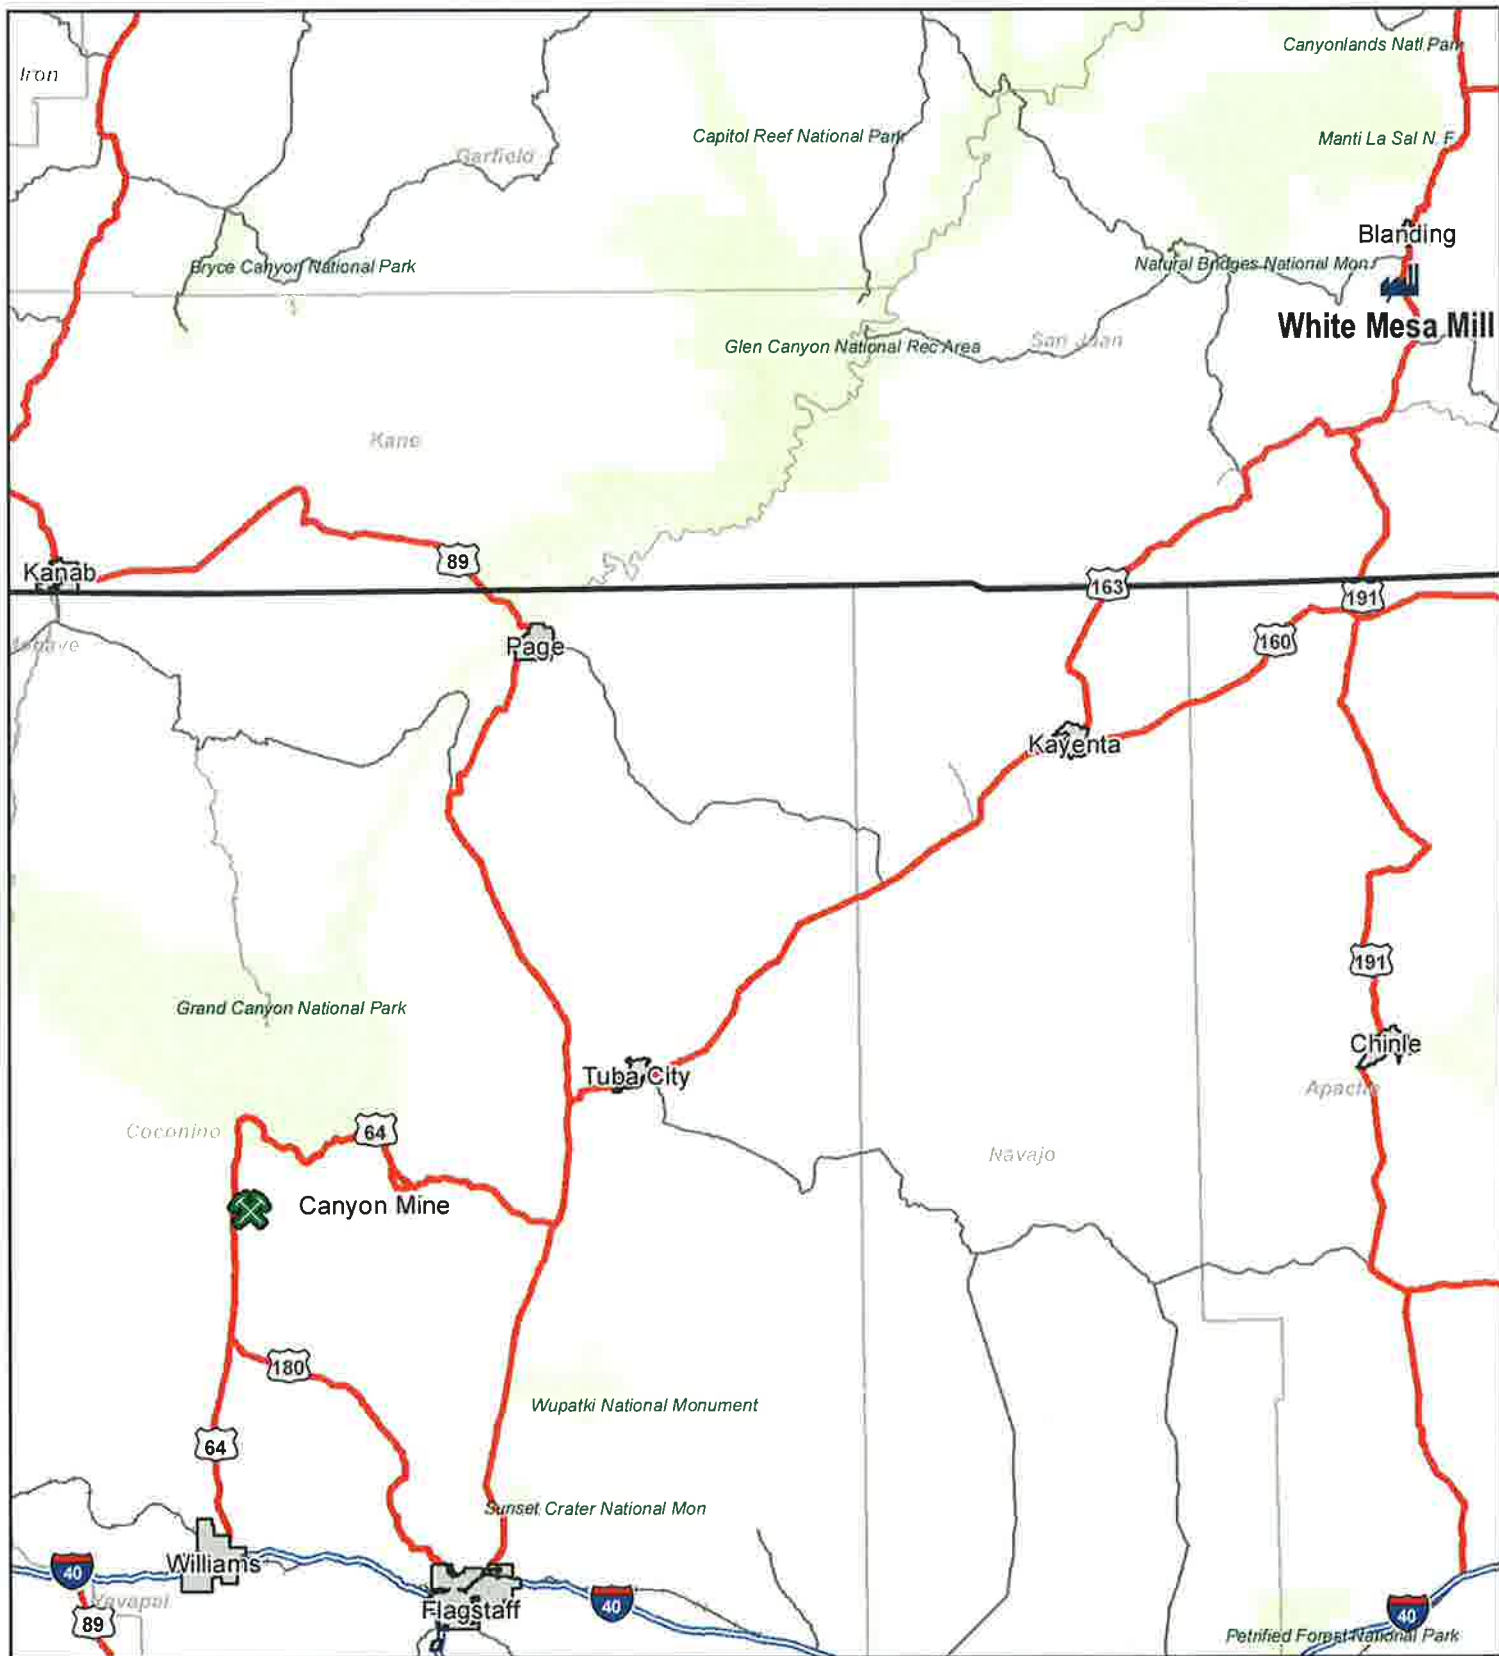 Canyonlands Natl Park
Iron
Capitol Reef National Park
Manti La Sal N. F.
Garfield
Blanding
Bryce Canyon National Park
Natural Bridges National Mon.
White Mesa Mill
Glen Canyon National Rec Area
San Juan
Kane
89
Kanab
163
191
160
Page
Kayenta
191
Grand Canyon National Park
Chinle
Tuba City
Apache
Coconino
64
Navajo
Canyon Mine
180
Wupatki National Monument
64
Sunset Crater National Mon
Williams
40
40
Yavapai
Flagstaff
40
89
Petrified Forest National Park